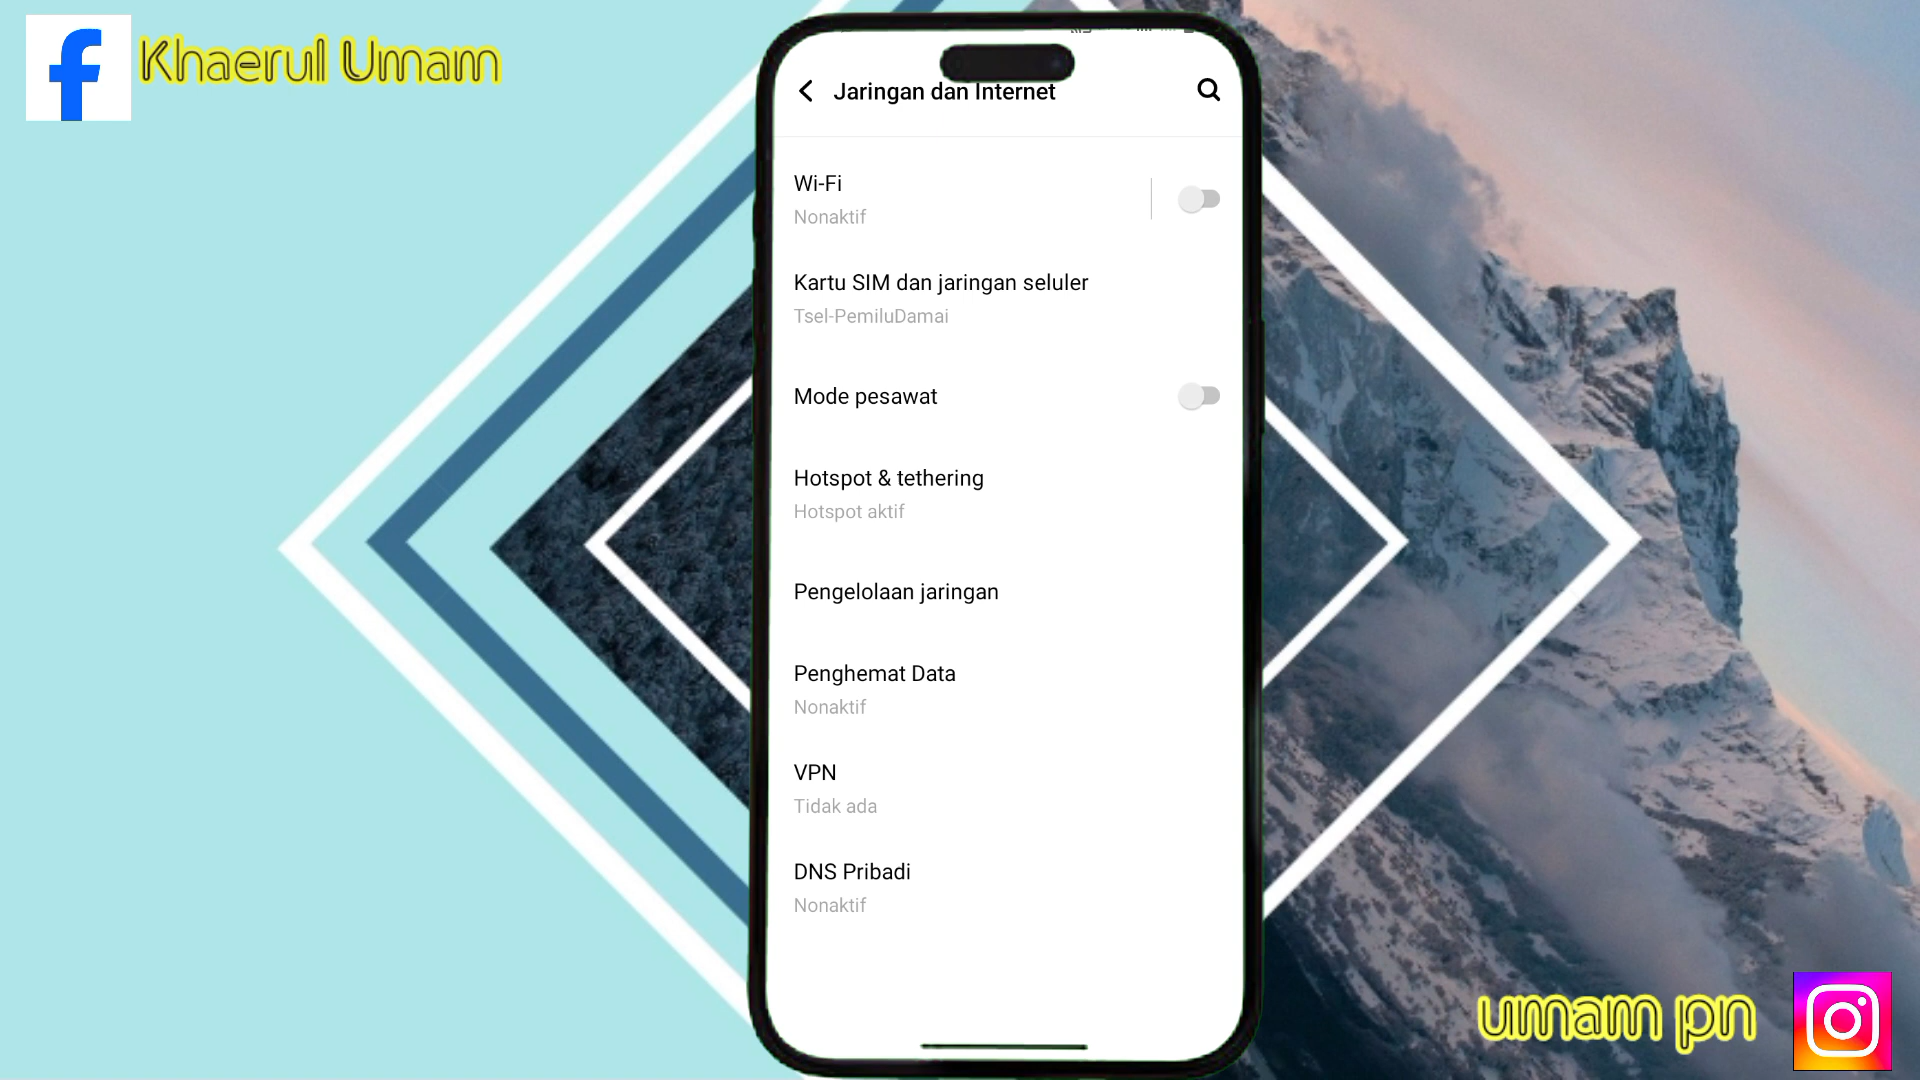 Khaerul Umam
Jaringan dan Internet
Wi-Fi
Nonaktif
Kartu SIM dan jaringan seluler
Tsel-PemiluDamai
Mode pesawat
Hotspot & tethering
Hotspot aktif
Pengelolaan jaringan
Penghemat Data
Nonaktif
VPN
Tidak ada
DNS Pribadi
Nonaktif
umam pn